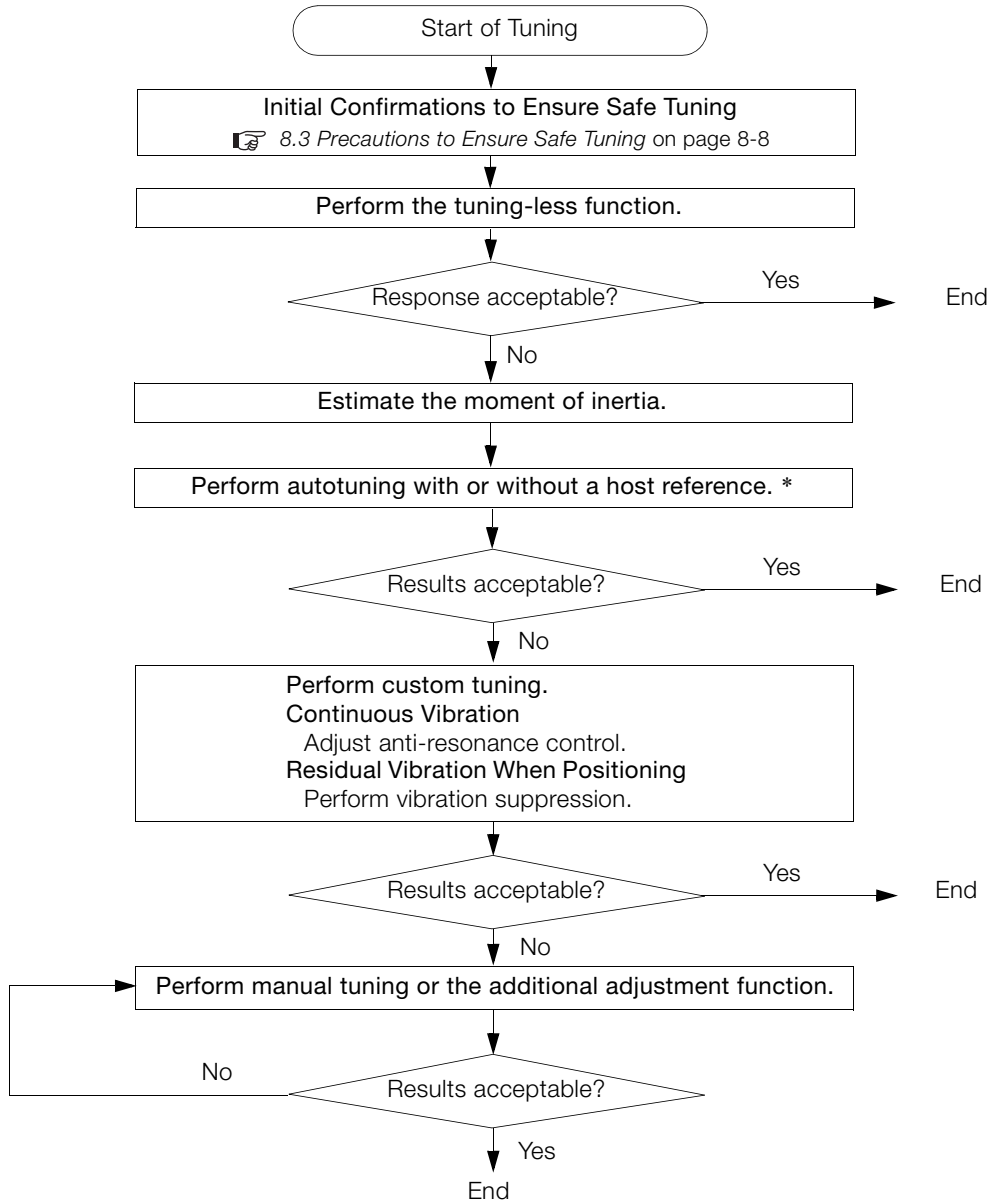 Start of Tuning
Initial Confirmations to Ensure Safe Tuning
8.3 Precautions to Ensure Safe Tuning on page 8-8
Perform the tuning-less function.
Response acceptable?
Yes
End
No
Estimate the moment of inertia.
Perform autotuning with or without a host reference. *
Results acceptable?
Yes
End
No
Perform custom tuning.
Continuous Vibration
Adjust anti-resonance control.
Residual Vibration When Positioning
Perform vibration suppression.
Results acceptable?
Yes
End
No
Perform manual tuning or the additional adjustment function.
No
Results acceptable?
Yes
End